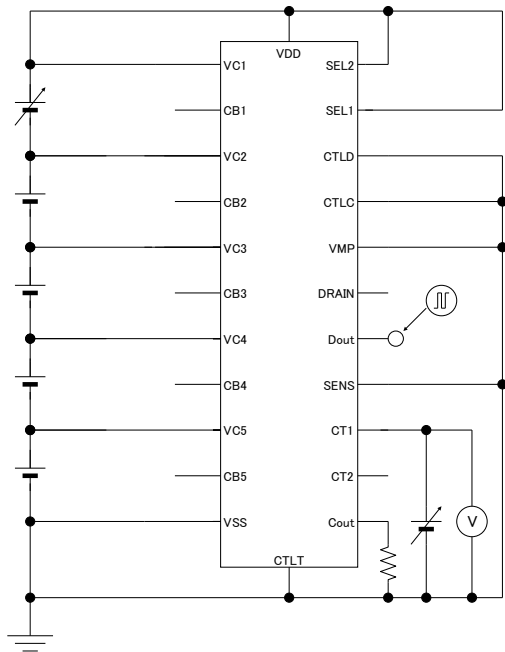 VDD
VC1 SEL2
CB1 SEL1
VC2 CTLD
CB2 CTLC
VC3 VMP
CB3 DRAIN
VC4 Dout
CB4 SENS
VC5 CT1
CB5 CT2
VSS Cout
V
CTLT